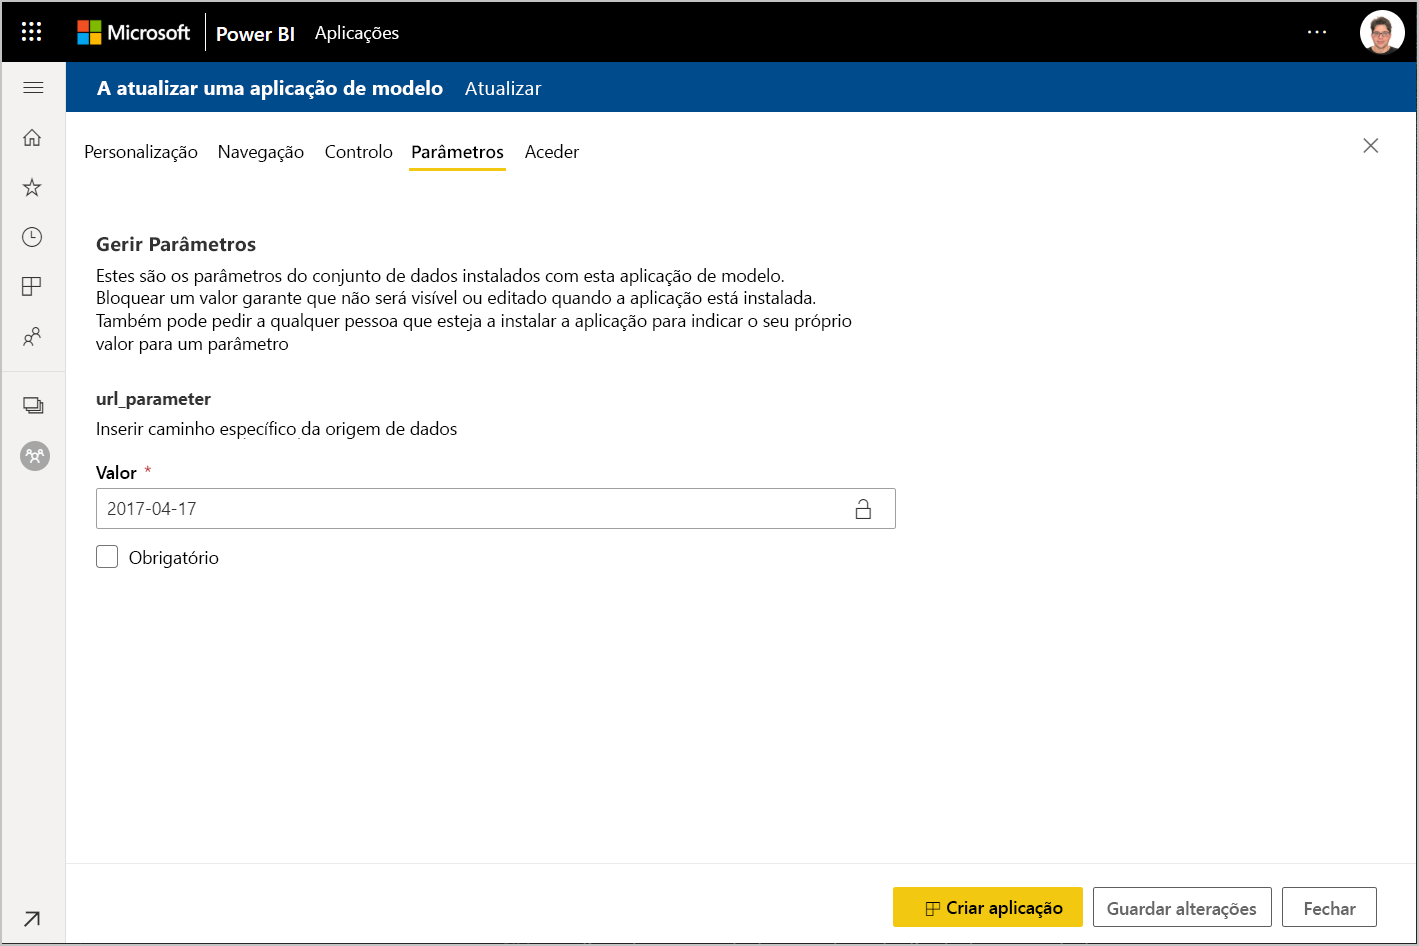 Microsoft Power BI Aplicações
A atualizar uma aplicação de modelo Atualizar
Personalização Navegação Controlo Parâmetros Aceder
Gerir Parâmetros
Estes são os parâmetros do conjunto de dados instalados com esta aplicação de modelo.
Bloquear um valor garante que não será visível ou editado quando a aplicação está instalada.
Também pode pedir a qualquer pessoa que esteja a instalar a aplicação para indicar o seu próprio
valor para um parâmetro
url_parameter
Inserir caminho específico da origem de dados
Valor *
2017-04-17
Obrigatório
Criar aplicação Guardar alterações Fechar